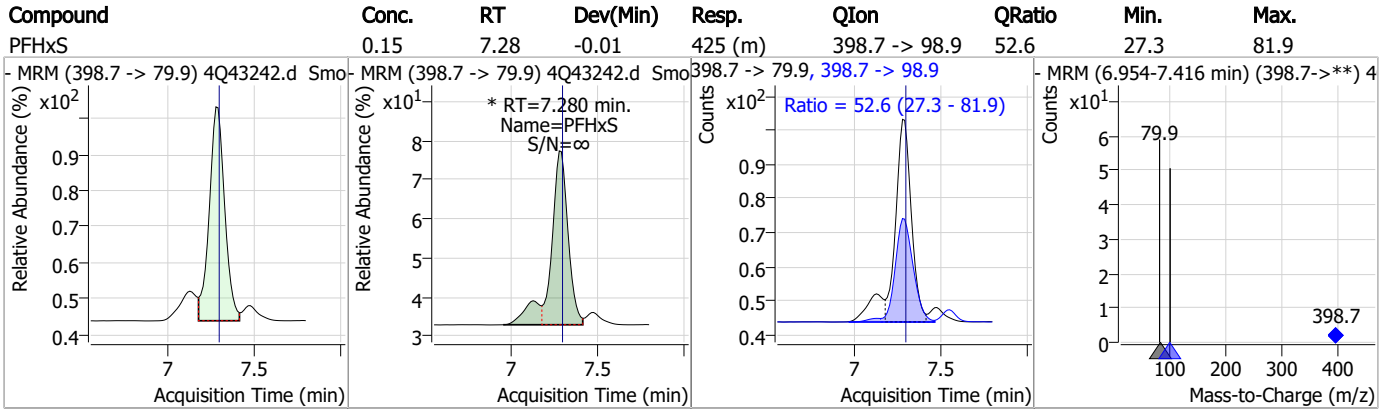 Compound Conc. RT Dev(Min) Resp. QIon QRatio Min. Max.
PFHxS 0.15 7.28 -0.01 425 (m) 398.7 -> 98.9 52.6 27.3 81.9
- MRM (398.7 -> 79.9) 4Q43242.d Smo
Relative Abundance (%)
x10²
0.9
0.8
0.7
0.6
0.5
0.4
7 7.5
Acquisition Time (min)
- MRM (398.7 -> 79.9) 4Q43242.d Smo
Relative Abundance (%)
x10¹
* RT=7.280 min.
Name=PFHxS
S/N=∞
8
7
6
5
4
3
7 7.5
Acquisition Time (min)
398.7 -> 79.9, 398.7 -> 98.9
Counts
x10²
Ratio = 52.6 (27.3 - 81.9)
0.9
0.8
0.7
0.6
0.5
0.4
7 7.5
Acquisition Time (min)
- MRM (6.954-7.416 min) (398.7->**) 4
Counts
x10¹
79.9
6
5
4
3
2
1
0
398.7
100 200 300 400
Mass-to-Charge (m/z)